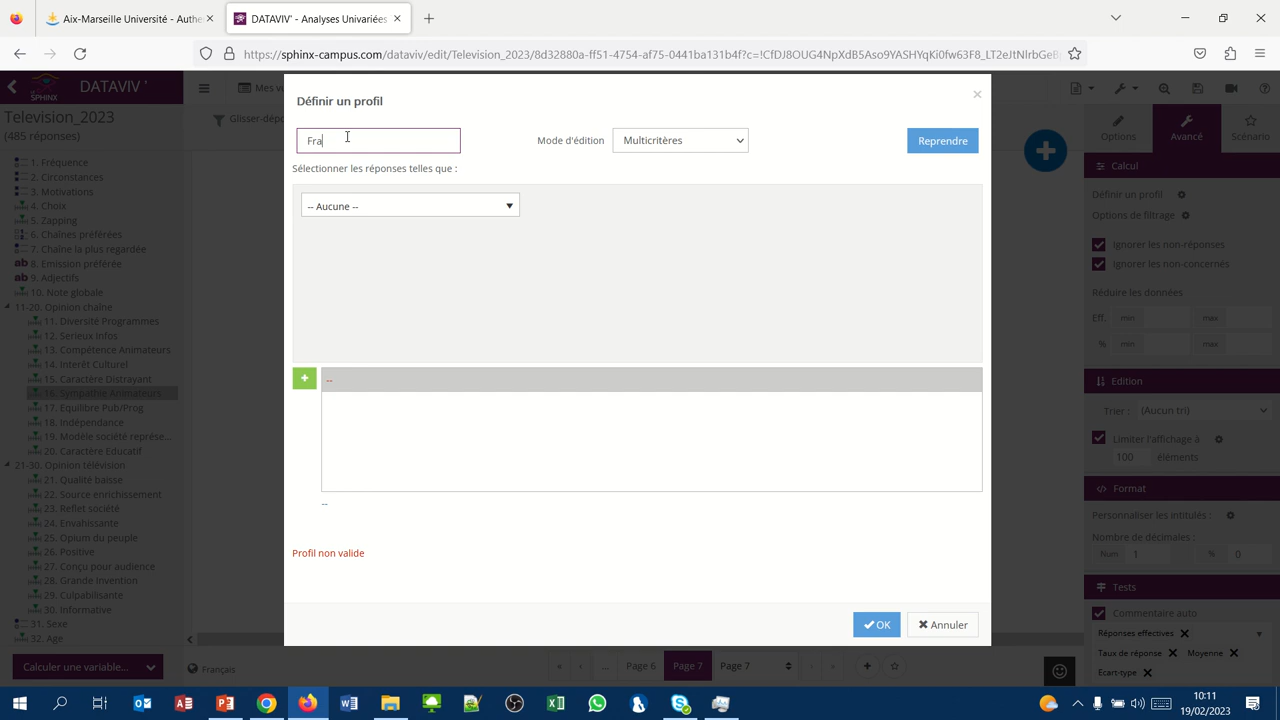 Aix-Marseille Université - Authe
DATAVIV' - Analyses Univariées
https://sphinx-campus.com/dataviv/edit/Television_2023/8d32880a-ff51-4754-af75-0441ba131b4f?c=!CfDJ8OUG4NpXdB5Aso9YASHYqKi0fw63F8_LT2eJtNlrbGeB
SPHINX
DATAVIV '
Mes vu
Television_2023
(485 réponses)
Glisser-dépo
1. Fréquence
2. Circonstances
3. Motivations
4. Choix
5. Zapping
6. Chaînes préférées
7. Chaîne la plus regardée
ab 8. Emission préférée
ab 9. Adjectifs
10. Note globale
11-20. Opinion chaîne
11. Diversité Programmes
12. Sérieux Infos
13. Compétence Animateurs
14. Intérêt Culturel
15. Caractère Distrayant
16. Sympathie Animateurs
17. Equilibre Pub/Prog
18. Indépendance
19. Modèle société représe...
20. Caractère Educatif
21-30. Opinion télévision
21. Qualité baisse
22. Source enrichissement
23. Reflet société
24. Envahissante
25. Opium du peuple
26. Positive
27. Conçu pour audience
28. Grande Invention
29. Culpabilisante
30. Informative
31. Sexe
32. Age
Calculer une variable...
Français
Définir un profil
×
Fra
Mode d'édition
Multicritères
Reprendre
Sélectionner les réponses telles que :
-- Aucune --
+
--
--
Profil non valide
OK
Annuler
«
‹
...
Page 6
Page 7
Page 7
›
»
Options
Avancé
Scénario
Calcul
Définir un profil
Options de filtrage
Ignorer les non-réponses
Ignorer les non-concernés
Réduire les données
Eff.
min
max
%
min
max
Edition
Trier :
(Aucun tri)
Limiter l'affichage à
100
éléments
Format
Personnaliser les intitulés :
Nombre de décimales :
Num
1
%
0
Tests
Commentaire auto
Réponses effectives
Taux de réponse
Moyenne
Ecart-type
10:11
19/02/2023